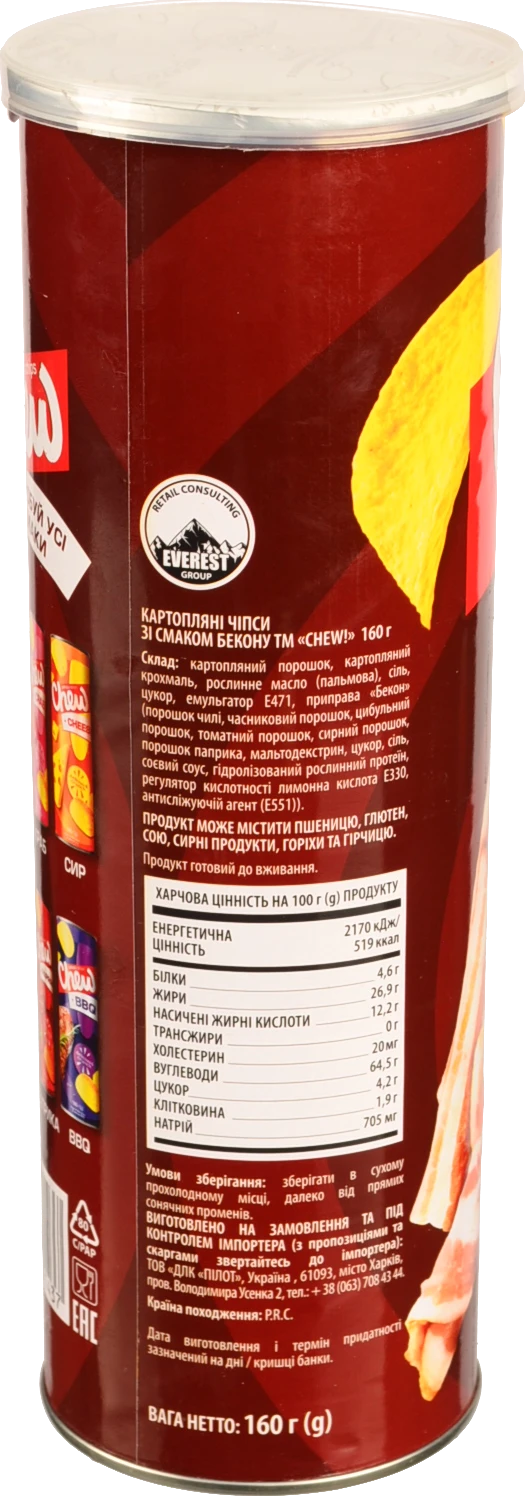 RETAIL CONSULTING
EVEREST
GROUP
КАРТОПЛЯНІ ЧІПСИ
ЗІ СМАКОМ БЕКОНУ ТМ «CHEW!» 160 г
Склад: картопляний порошок, картопляний
крохмаль, рослинне масло (пальмова), сіль,
цукор, емульгатор Е471, приправа «Бекон»
(порошок чилі, часниковий порошок, цибульний
порошок, томатний порошок, сирний порошок,
порошок паприка, мальтодекстрин, цукор, сіль,
соєвий соус, гідролізований рослинний протеїн,
регулятор кислотності лимонна кислота Е330,
антисліжуючій агент (Е551)).
ПРОДУКТ МОЖЕ МІСТИТИ ПШЕНИЦЮ, ГЛЮТЕН,
СОЮ, СИРНІ ПРОДУКТИ, ГОРІХИ ТА ГІРЧИЦЮ.
Продукт готовий до вживання.
ХАРЧОВА ЦІННІСТЬ НА 100 г (g) ПРОДУКТУ
ЕНЕРГЕТИЧНА ЦІННІСТЬ 2170 кДж/
519 ккал
БІЛКИ 4,6 г
ЖИРИ 26,9 г
НАСИЧЕНІ ЖИРНІ КИСЛОТИ 12,2 г
ТРАНСЖИРИ 0 г
ХОЛЕСТЕРИН 20 мг
ВУГЛЕВОДИ 64,5 г
ЦУКОР 4,2 г
КЛІТКОВИНА 1,9 г
НАТРІЙ 705 мг
Умови зберігання: зберігати в сухому
прохолодному місці, далеко від прямих
сонячних променів.
ВИГОТОВЛЕНО НА ЗАМОВЛЕННЯ ТА ПІД
КОНТРОЛЕМ ІМПОРТЕРА (з пропозиціями та
скаргами звертайтесь до імпортера):
ТОВ «ДЛК «ПІЛОТ», Україна , 61093, місто Харків,
пров. Володимира Усенка 2, тел.: + 38 (063) 708 43 44.
Країна походження: P.R.C.
Дата виготовлення і термін придатності
зазначений на дні / кришці банки.
ВАГА НЕТТО: 160 г (g)
УСІ
Chew
CHEESE
СИР
Chew
BBQ
BBQ
80
C/PAP
37
EAC